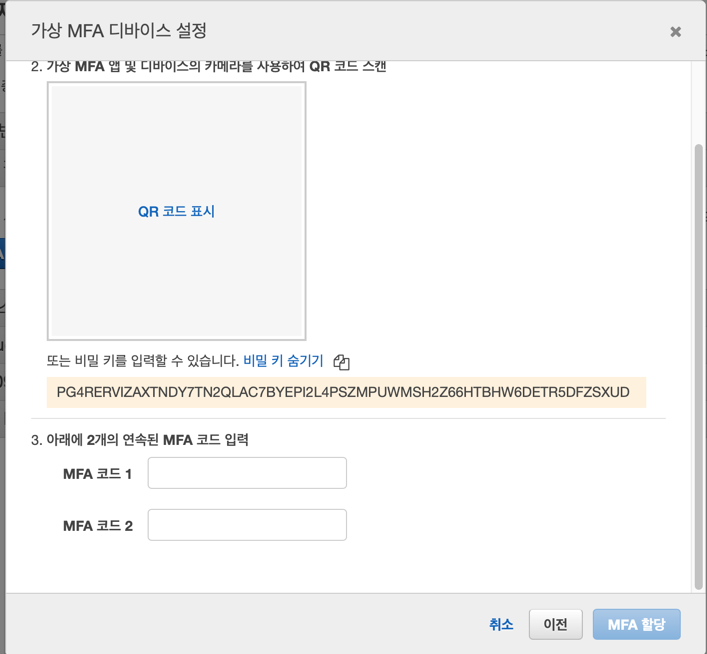 가상 MFA 디바이스 설정
2. 가상 MFA 앱 및 디바이스의 카메라를 사용하여 QR 코드 스캔
QR 코드 표시
또는 비밀 키를 입력할 수 있습니다. 비밀 키 숨기기
PG4RERVIZAXTNDY7TN2QLAC7BYEPI2L4PSZMPUWMSH2Z66HTBHW6DETR5DFZSXUD
3. 아래에 2개의 연속된 MFA 코드 입력
MFA 코드 1
MFA 코드 2
취소 이전 MFA 할당